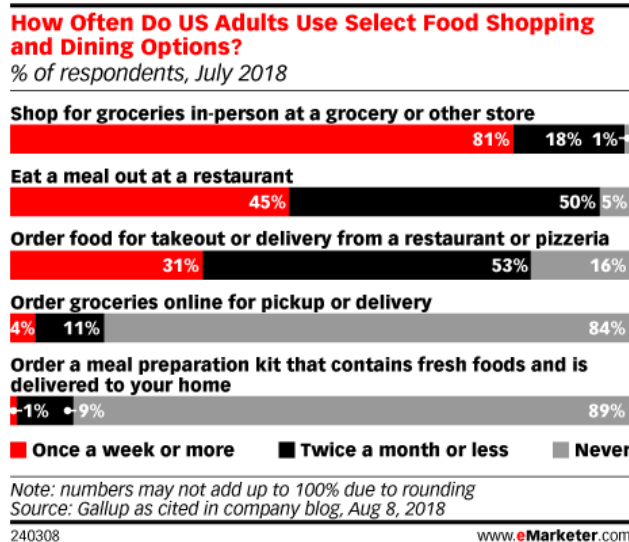 How Often Do US Adults Use Select Food Shopping
and Dining Options?
% of respondents, July 2018
Shop for groceries in-person at a grocery or other store
81% 18% 1%
Eat a meal out at a restaurant
45% 50% 5%
Order food for takeout or delivery from a restaurant or pizzeria
31% 53% 16%
Order groceries online for pickup or delivery
4% 11% 84%
Order a meal preparation kit that contains fresh foods and is
delivered to your home
1% 9% 89%
Once a week or more Twice a month or less Never
Note: numbers may not add up to 100% due to rounding
Source: Gallup as cited in company blog, Aug 8, 2018
240308 www.eMarketer.com